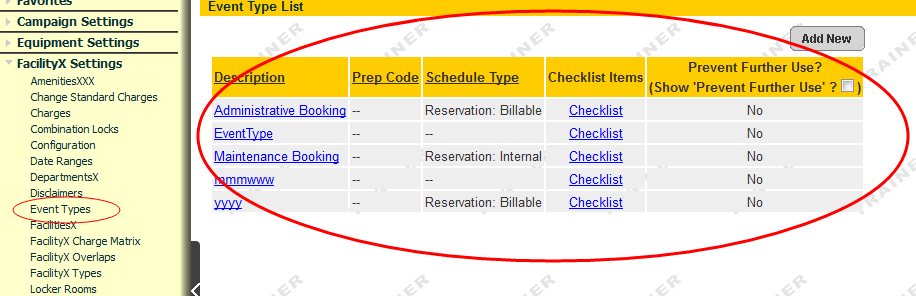 Favorites
Campaign Settings
Equipment Settings
FacilityX Settings
AmenitiesXXX
Change Standard Charges
Charges
Combination Locks
Configuration
Date Ranges
DepartmentsX
Disclaimers
Event Types
FacilitiesX
FacilityX Charge Matrix
FacilityX Overlaps
FacilityX Types
Locker Rooms
Event Type List
Add New
Description Prep Code Schedule Type Checklist Items Prevent Further Use?
(Show 'Prevent Further Use' ? )
Administrative Booking -- Reservation: Billable Checklist No
EventType -- -- Checklist No
Maintenance Booking -- Reservation: Internal Checklist No
mmmwww -- -- Checklist No
yyyy -- Reservation: Billable Checklist No
TRAINER